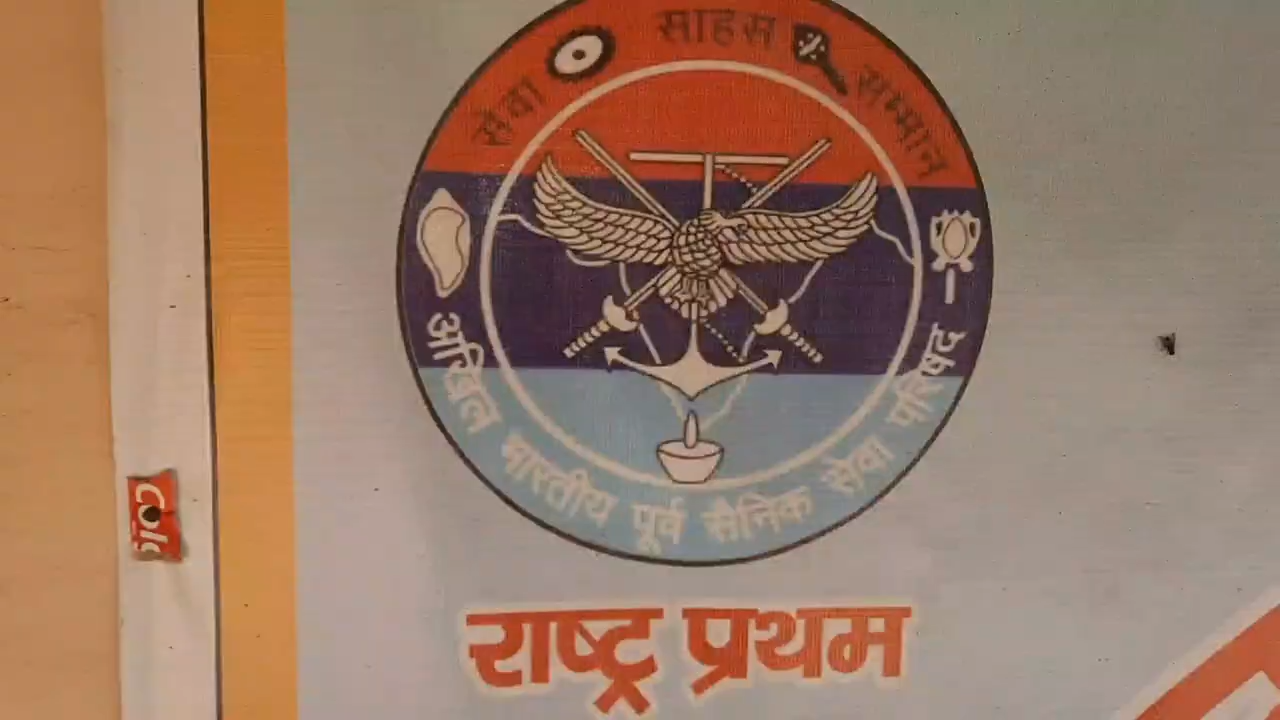 सेवा साहस सम्मान
अखिल भारतीय पूर्व सैनिक सेवा परिषद
राष्ट्र प्रथम